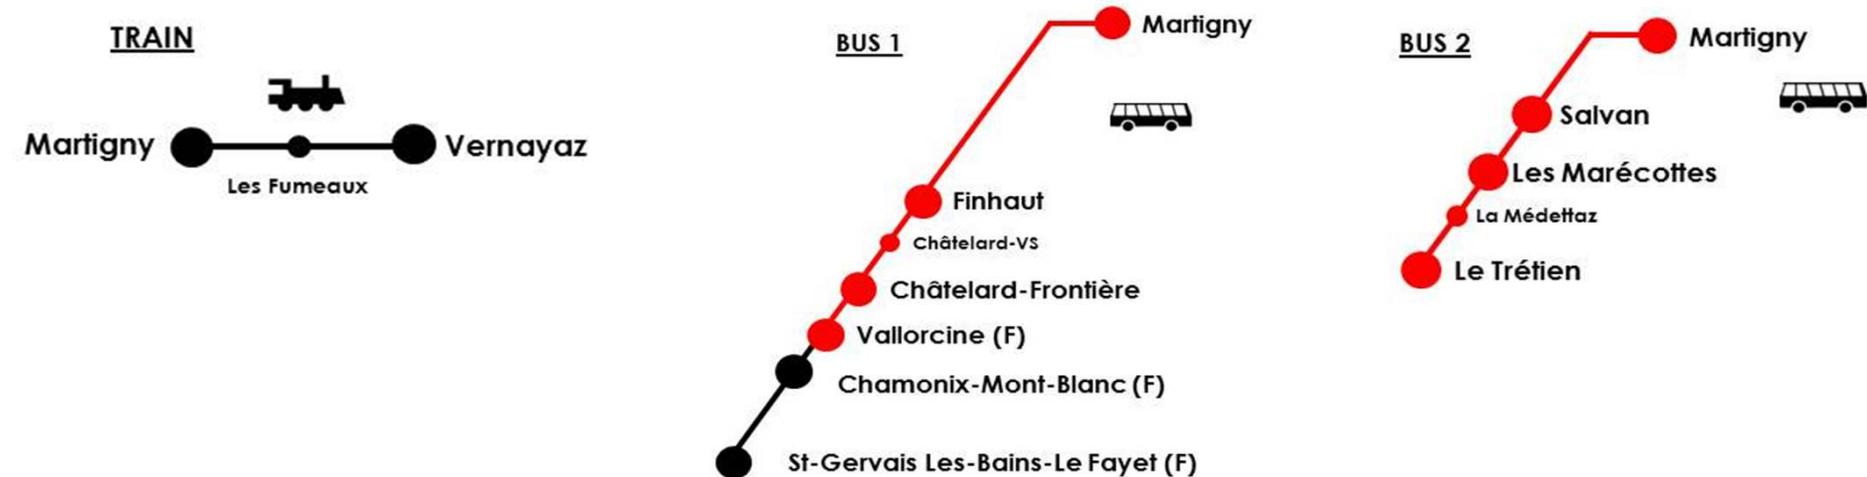 TRAIN
Martigny
Vernayaz
Les Fumeaux
BUS 1
Martigny
Finhaut
Châtelard-VS
Châtelard-Frontière
Vallorcine (F)
Chamonix-Mont-Blanc (F)
St-Gervais Les-Bains-Le Fayet (F)
BUS 2
Martigny
Salvan
Les Marécottes
La Médettaz
Le Trétien